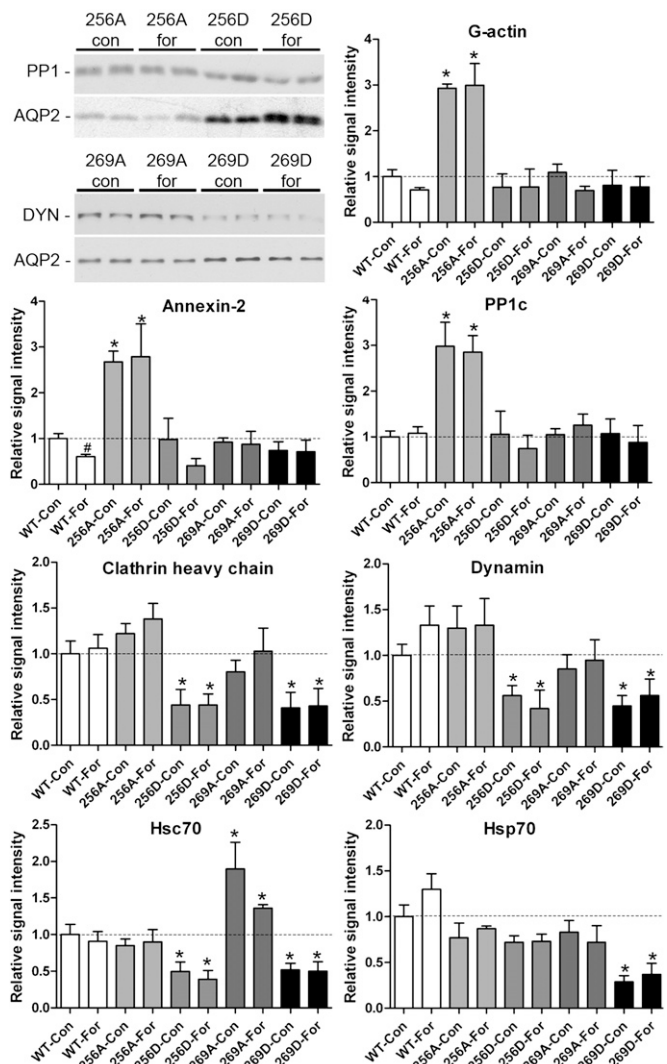 256A 256A 256D 256D
con for con for
PP1 -
AQP2 -
269A 269A 269D 269D
con for con for
DYN -
AQP2 -
G-actin
Relative signal intensity
4
3
2
1
0
WT-Con WT-For 256A-Con 256A-For 256D-Con 256D-For 269A-Con 269A-For 269D-Con 269D-For
* *
Annexin-2
Relative signal intensity
4
3
2
1
0
WT-Con WT-For 256A-Con 256A-For 256D-Con 256D-For 269A-Con 269A-For 269D-Con 269D-For
# * *
PP1c
Relative signal intensity
4
3
2
1
0
WT-Con WT-For 256A-Con 256A-For 256D-Con 256D-For 269A-Con 269A-For 269D-Con 269D-For
* *
Clathrin heavy chain
Relative signal intensity
2.0
1.5
1.0
0.5
0.0
WT-Con WT-For 256A-Con 256A-For 256D-Con 256D-For 269A-Con 269A-For 269D-Con 269D-For
* * * *
Dynamin
Relative signal intensity
2.0
1.5
1.0
0.5
0.0
WT-Con WT-For 256A-Con 256A-For 256D-Con 256D-For 269A-Con 269A-For 269D-Con 269D-For
* * * *
Hsc70
Relative signal intensity
2.5
2.0
1.5
1.0
0.5
0.0
WT-Con WT-For 256A-Con 256A-For 256D-Con 256D-For 269A-Con 269A-For 269D-Con 269D-For
* * * * * *
Hsp70
Relative signal intensity
2.0
1.5
1.0
0.5
0.0
WT-Con WT-For 256A-Con 256A-For 256D-Con 256D-For 269A-Con 269A-For 269D-Con 269D-For
* *